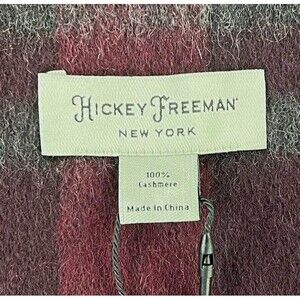 HICKEY FREEMAN
NEW YORK
100%
Cashmere
Made in China